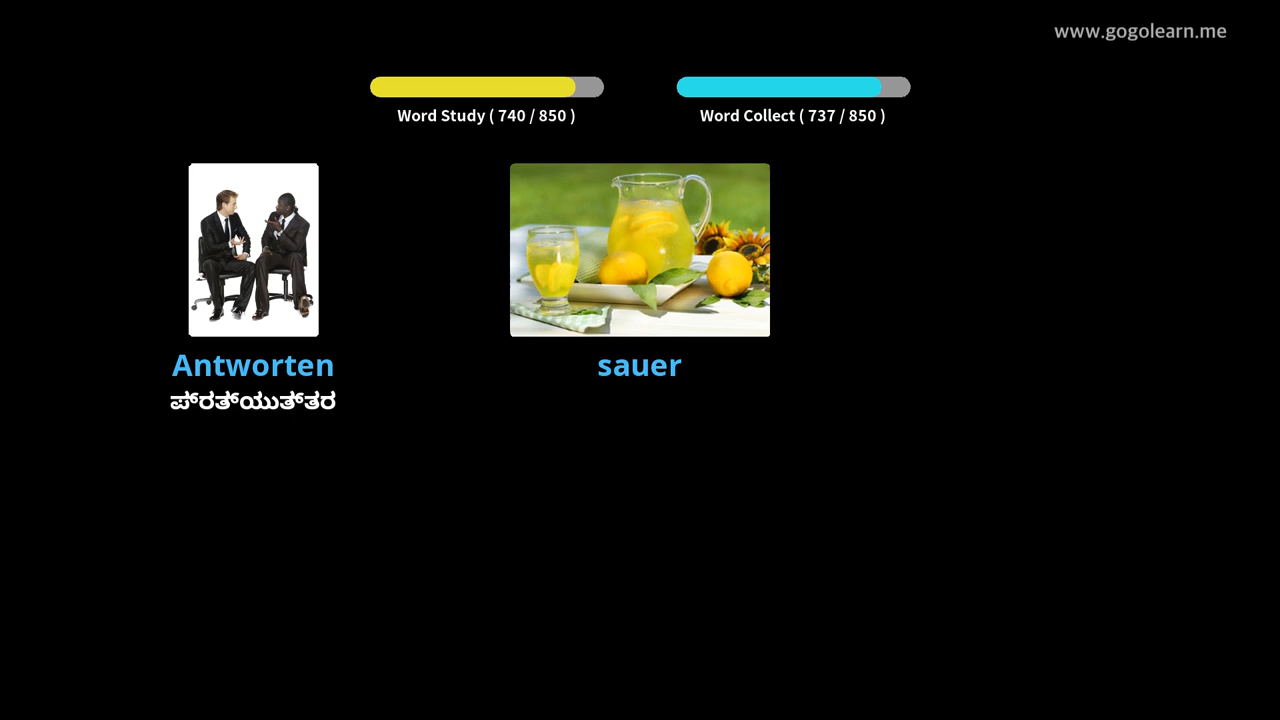 www.gogolearn.me
Word Study ( 740 / 850 )
Word Collect ( 737 / 850 )
Antworten
ಪ್‌ರತ್‌ಯುತ್‌ತರ
sauer